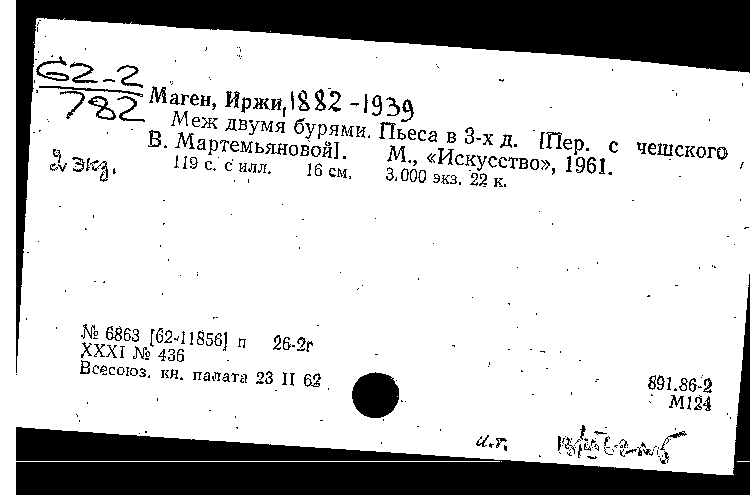 62-2
782
Маген, Иржи, 1882-1939
Меж двумя бурями. Пьеса в 3-х д. [Пер. с чешского
В. Мартемьяновой]. М., «Искусство», 1961.
119 с. с илл. 16 см. 3.000 экз. 22 к.
2 экз.
№ 6863 [62-11856] п 26-2г
XXXI № 436
Всесоюз. кн. палата 23 II 62
891.86-2
М124
и.т.